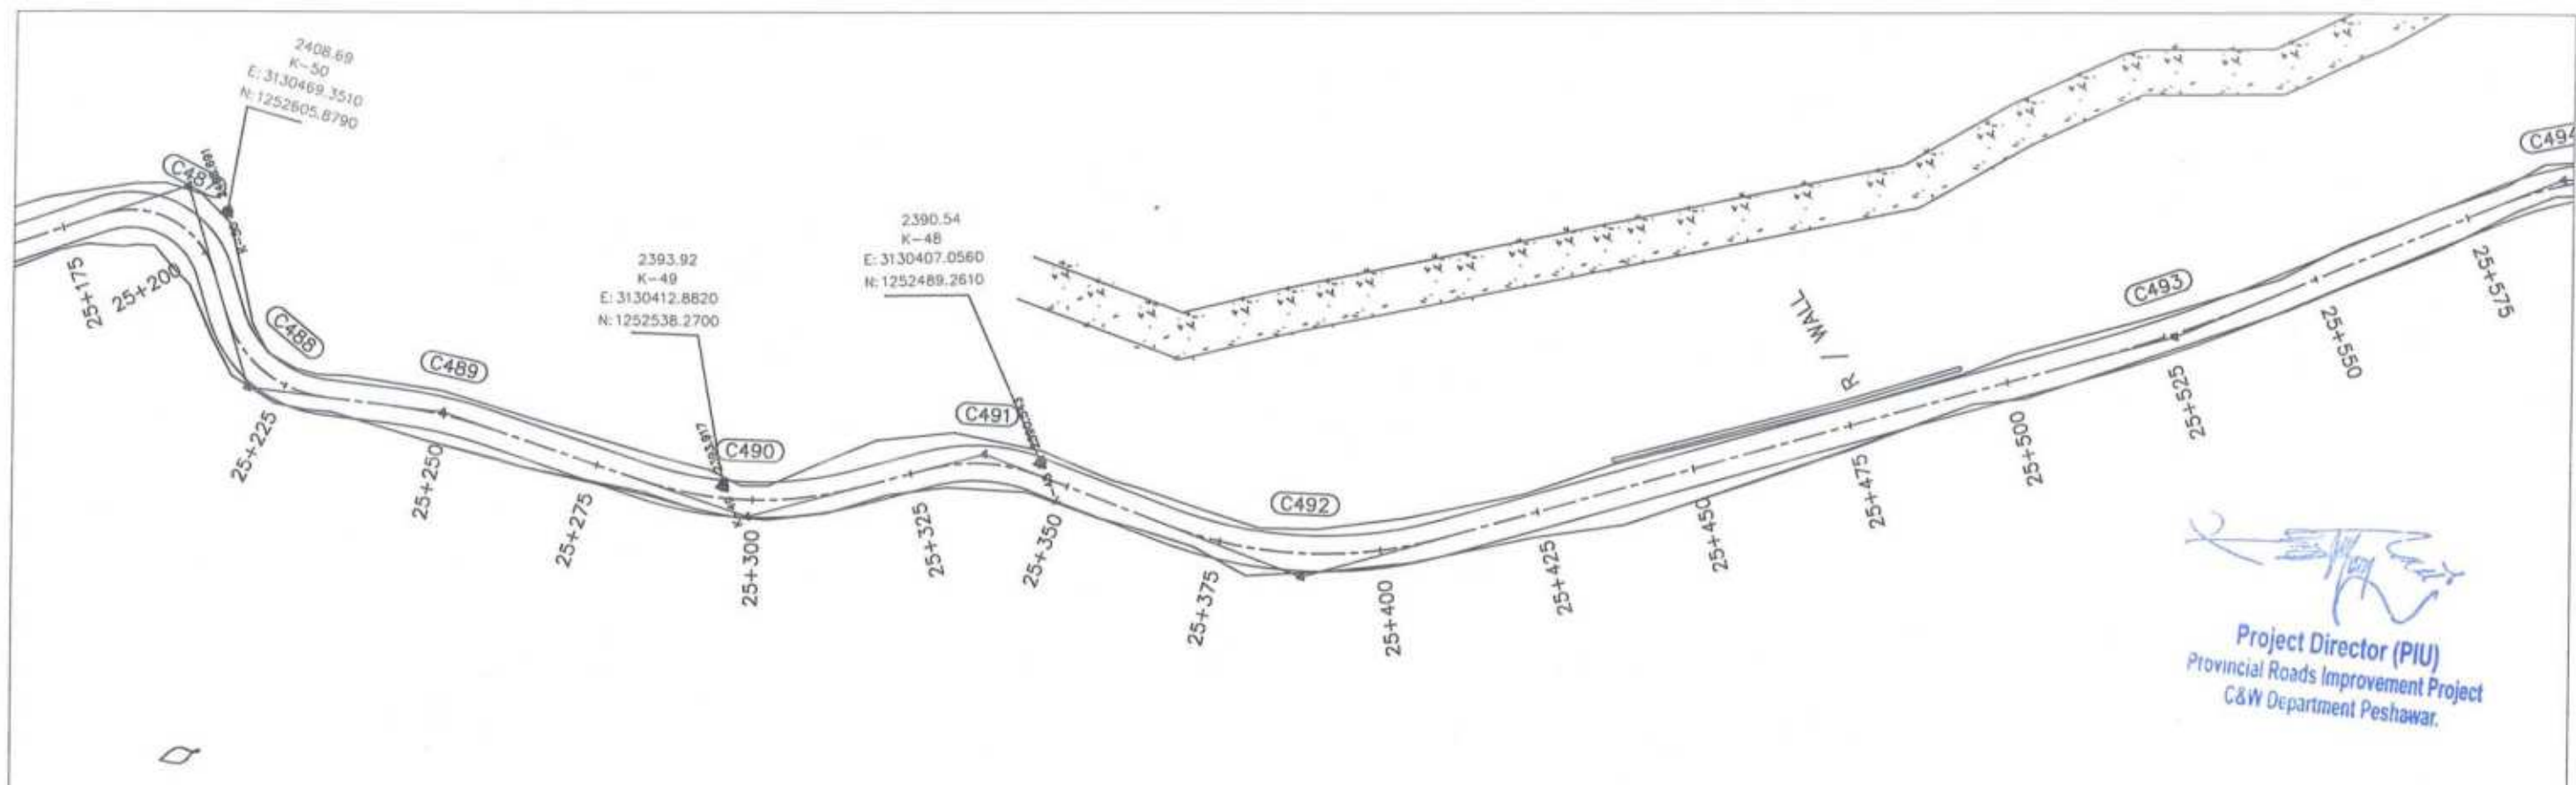 2408.69
K-50
E: 3130469.3510
N: 1252605.8790
C487
25+175
25+200
C488
25+225
C489
25+250
25+275
2393.92
K-49
E: 3130412.8820
N: 1252538.2700
C490
25+300
2390.54
K-48
E: 3130407.0560
N: 1252489.2610
C491
25+325
25+350
25+375
C492
25+400
25+425
25+450
R / WALL
25+475
25+500
C493
25+525
25+550
25+575
C494
Project Director (PIU)
Provincial Roads Improvement Project
C&W Department Peshawar.